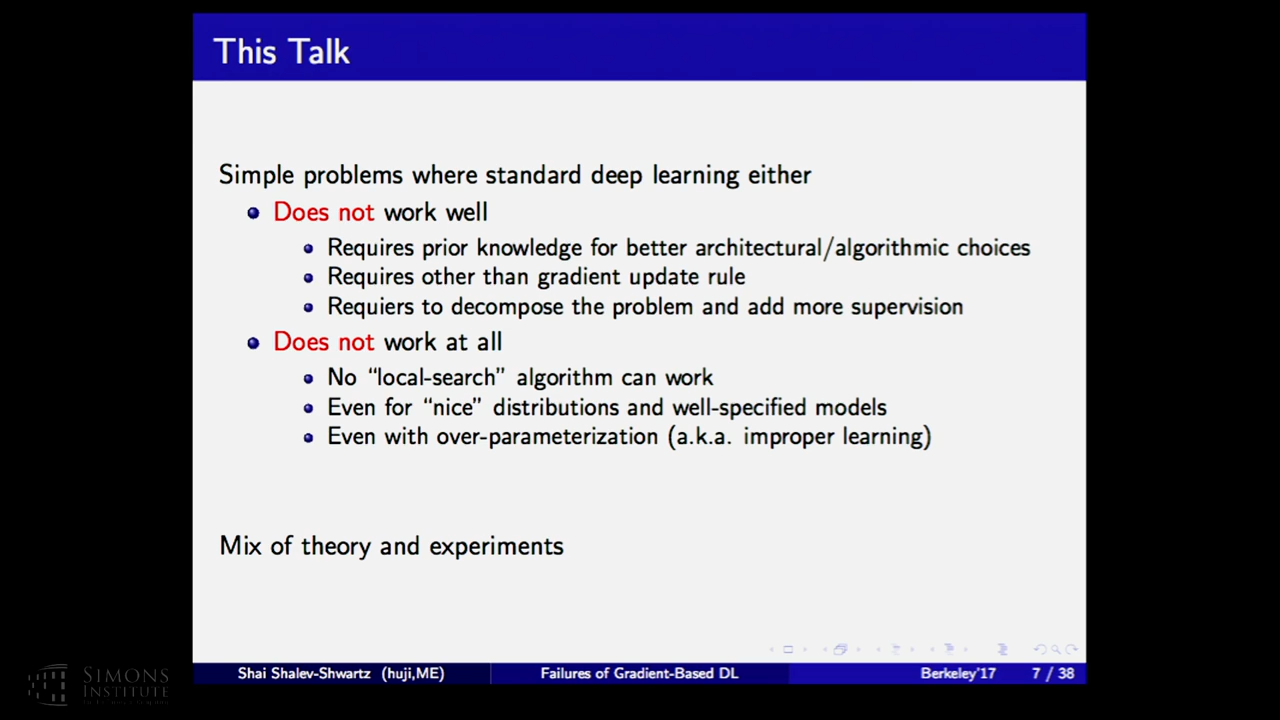 This Talk
Simple problems where standard deep learning either
Does not work well
Requires prior knowledge for better architectural/algorithmic choices
Requires other than gradient update rule
Requiers to decompose the problem and add more supervision
Does not work at all
No “local-search” algorithm can work
Even for “nice” distributions and well-specified models
Even with over-parameterization (a.k.a. improper learning)
Mix of theory and experiments
Shai Shalev-Shwartz (huji,ME) Failures of Gradient-Based DL Berkeley'17 7 / 38
SIMONS
INSTITUTE